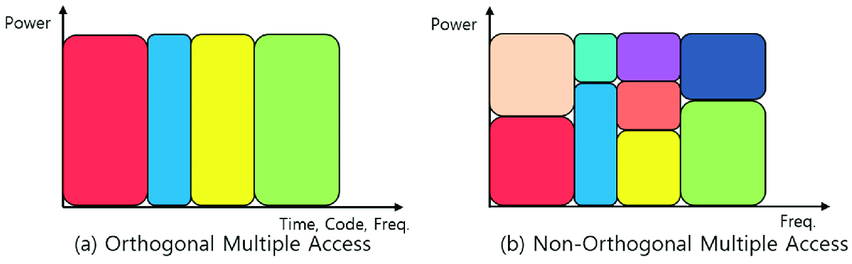 Power
Time, Code, Freq.
(a) Orthogonal Multiple Access
Power
Freq.
(b) Non-Orthogonal Multiple Access